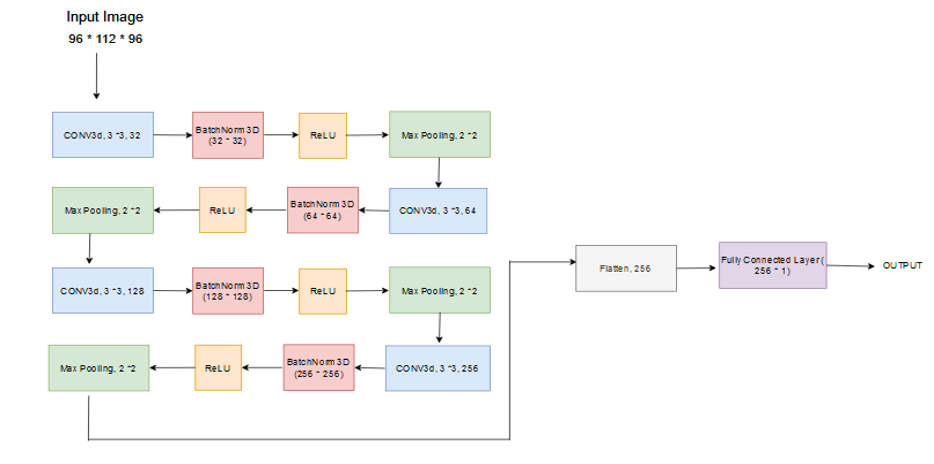 Input Image
96 * 112 * 96
CONV3d, 3 *3, 32
BatchNorm 3D
(32 * 32)
ReLU
Max Pooling, 2 *2
CONV3d, 3 *3, 64
BatchNorm 3D
(64 * 64)
ReLU
Max Pooling, 2 *2
CONV3d, 3 *3, 128
BatchNorm 3D
(128 * 128)
ReLU
Max Pooling, 2 *2
CONV3d, 3 *3, 256
BatchNorm 3D
(256 * 256)
ReLU
Max Pooling, 2 *2
Flatten, 256
Fully Connected Layer (
256 * 1)
OUTPUT